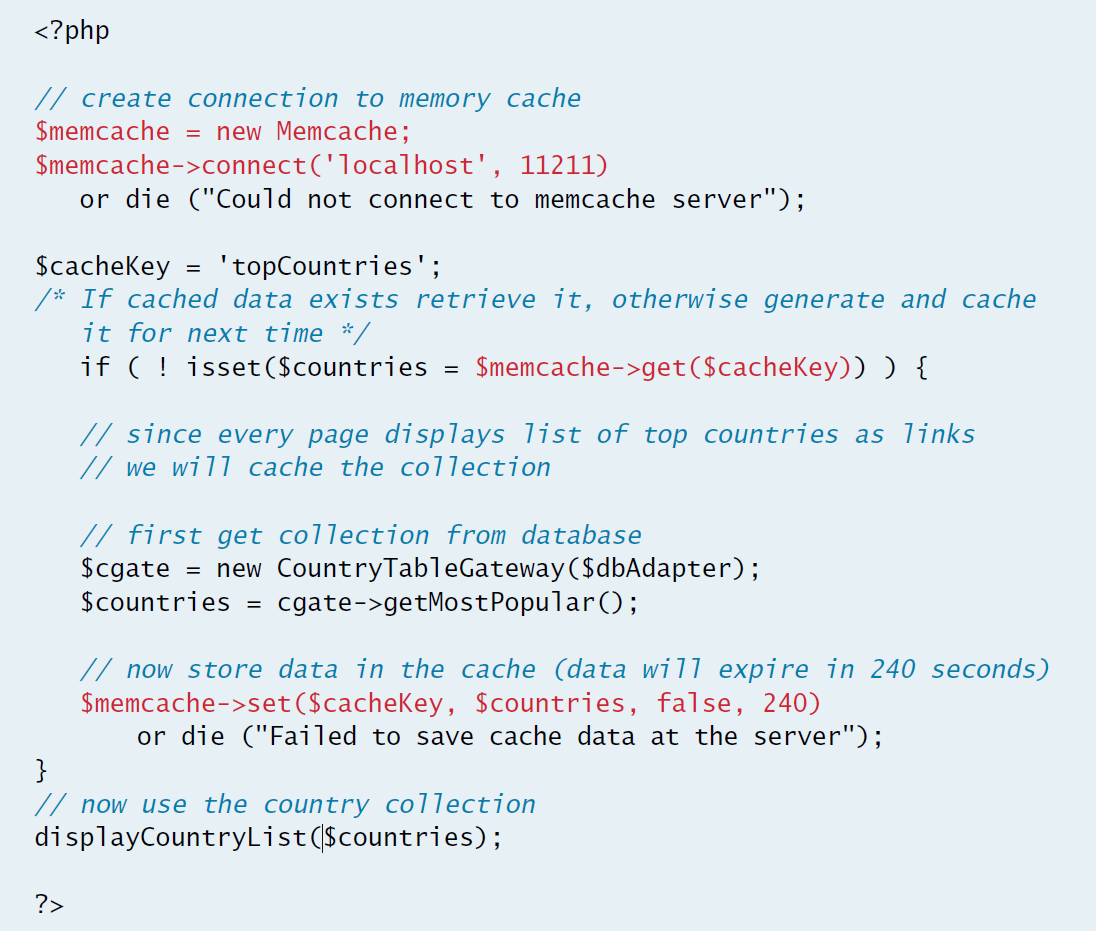 <?php
// create connection to memory cache
$memcache = new Memcache;
$memcache->connect('localhost', 11211)
or die ("Could not connect to memcache server");
$cacheKey = 'topCountries';
/* If cached data exists retrieve it, otherwise generate and cache
it for next time */
if ( ! isset($countries = $memcache->get($cacheKey)) ) {
// since every page displays list of top countries as links
// we will cache the collection
// first get collection from database
$cgate = new CountryTableGateway($dbAdapter);
$countries = cgate->getMostPopular();
// now store data in the cache (data will expire in 240 seconds)
$memcache->set($cacheKey, $countries, false, 240)
or die ("Failed to save cache data at the server");
}
// now use the country collection
displayCountryList($countries);
?>